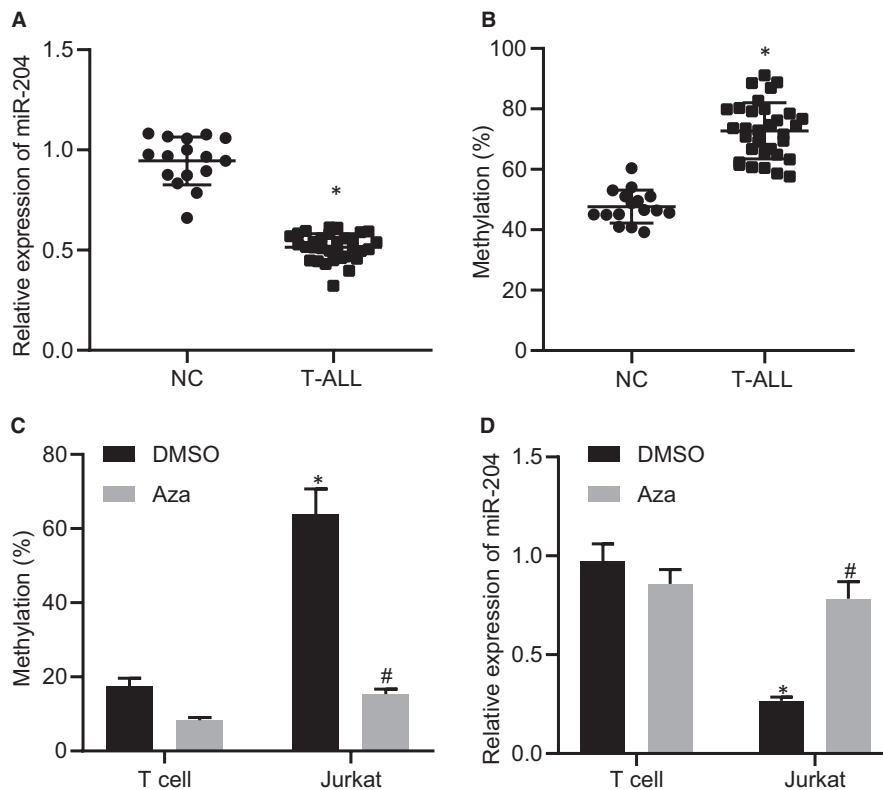 A
Relative expression of miR-204
1.5
1.0
0.5
0.0
*
NC
T-ALL
B
Methylation (%)
100
80
60
40
20
0
*
NC
T-ALL
C
DMSO
Aza
Methylation (%)
80
60
40
20
0
*
#
T cell
Jurkat
D
DMSO
Aza
Relative expression of miR-204
1.5
1.0
0.5
0.0
*
#
T cell
Jurkat